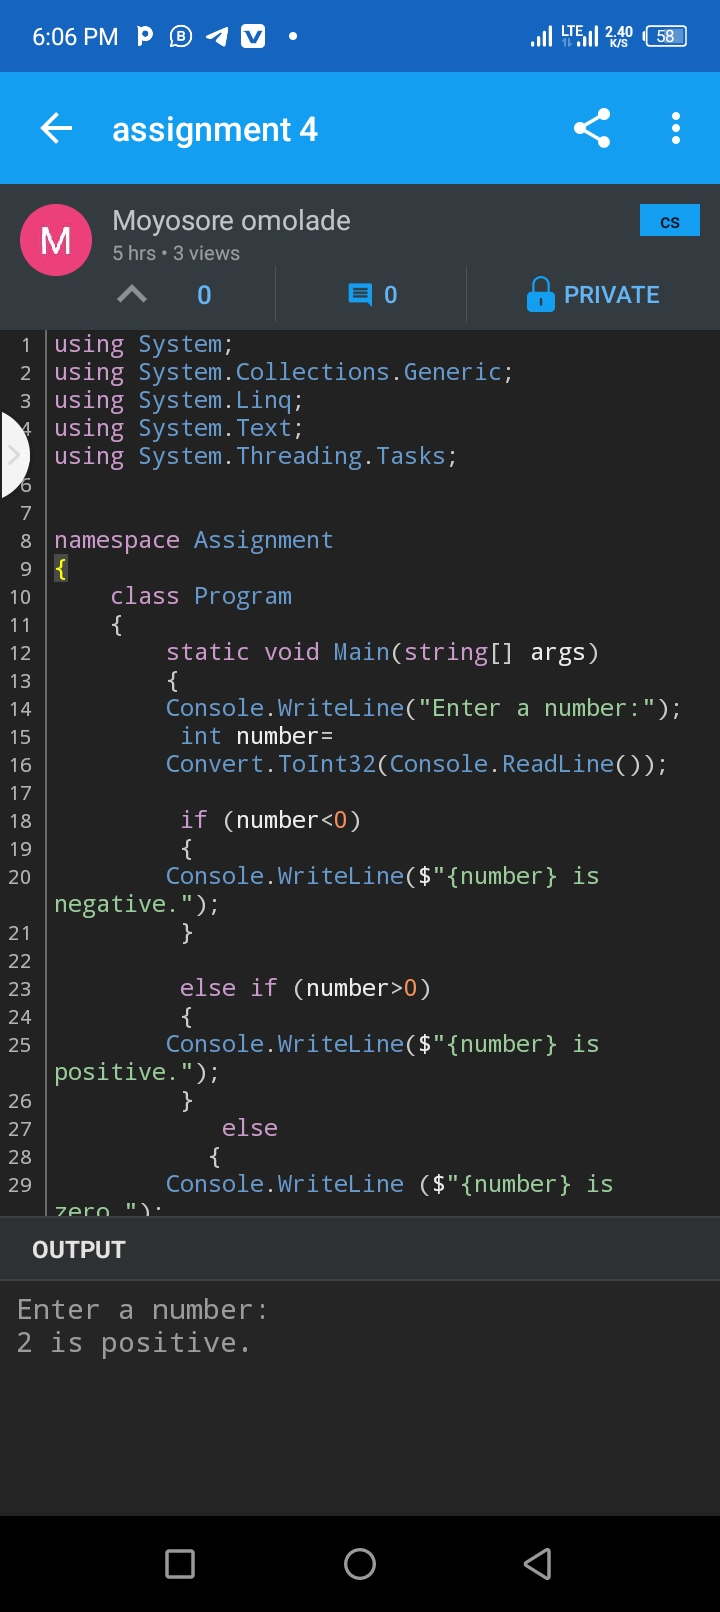 6:06 PM
LTE
2.40
K/S
58
assignment 4
M
Moyosore omolade
cs
5 hrs • 3 views
0
0
PRIVATE
1 using System;
2 using System.Collections.Generic;
3 using System.Linq;
4 using System.Text;
using System.Threading.Tasks;
6
7
8 namespace Assignment
9 {
10 class Program
11 {
12 static void Main(string[] args)
13 {
14 Console.WriteLine("Enter a number:");
15 int number=
16 Convert.ToInt32(Console.ReadLine());
17
18 if (number<0)
19 {
20 Console.WriteLine($"{number} is
negative.");
21 }
22
23 else if (number>0)
24 {
25 Console.WriteLine($"{number} is
positive.");
26 }
27 else
28 {
29 Console.WriteLine ($"{number} is
zero.");
OUTPUT
Enter a number:
2 is positive.